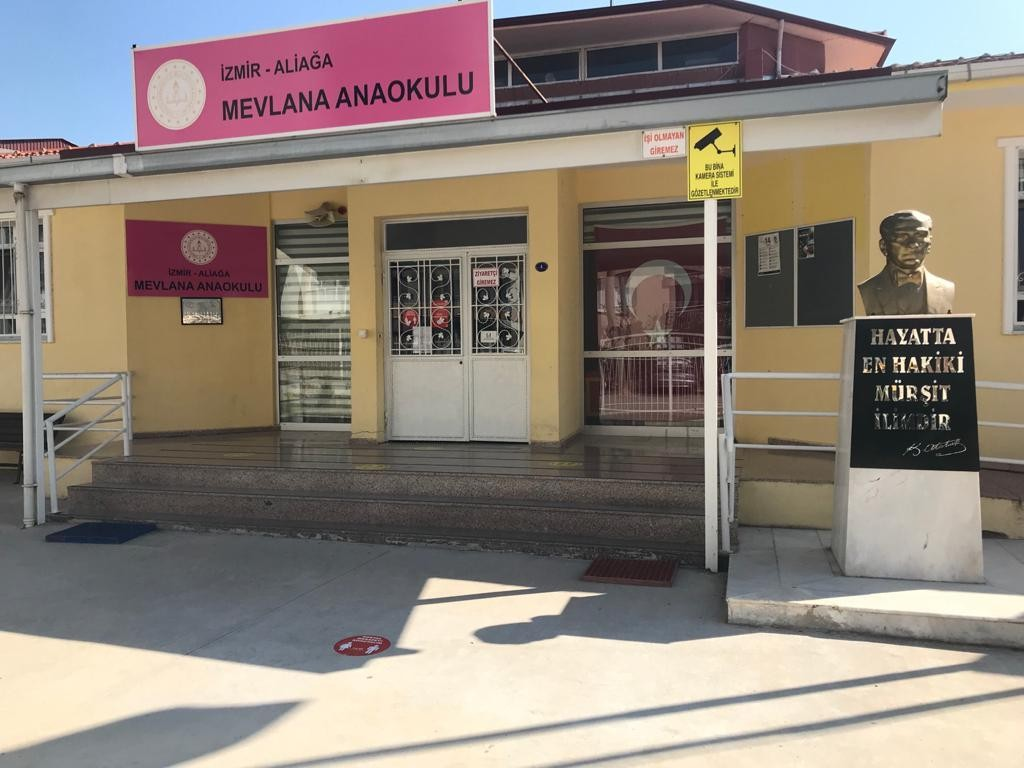 İZMİR - ALİAĞA
MEVLANA ANAOKULU
İŞİ OLMAYAN
GİREMEZ
BU BİNA
KAMERA SİSTEMİ
İLE
GÖZETLENMEKTEDİR
İZMİR - ALİAĞA
MEVLANA ANAOKULU
ZİYARETÇİ
GİREMEZ
HAYATTA
EN HAKİKİ
MÜRŞİT
İLİMDİR